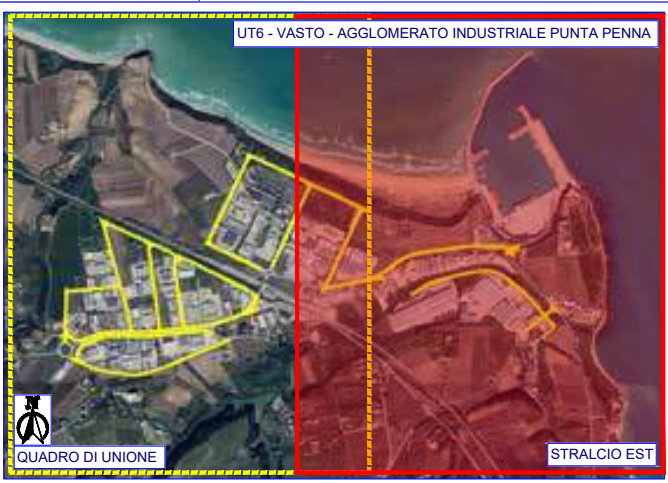 UT6 - VASTO - AGGLOMERATO INDUSTRIALE PUNTA PENNA
N
QUADRO DI UNIONE
STRALCIO EST